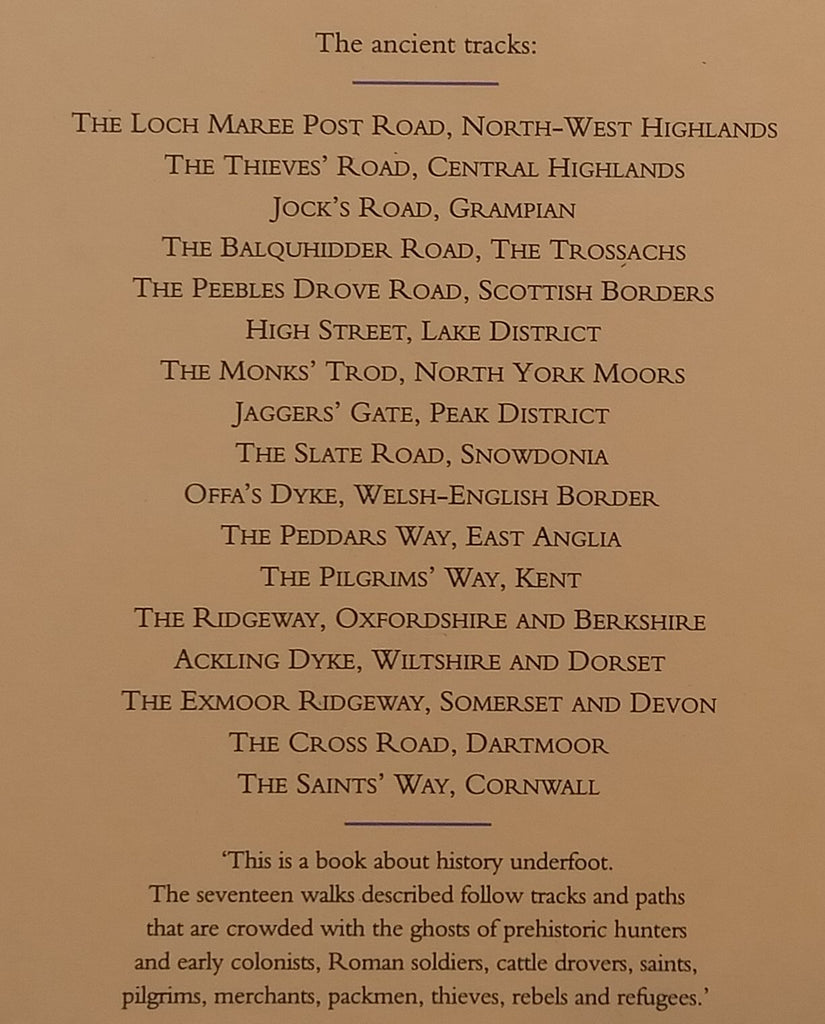 The ancient tracks:
The Loch Maree Post Road, North-West Highlands
The Thieves' Road, Central Highlands
Jock's Road, Grampian
The Balquhidder Road, The Trossachs
The Peebles Drove Road, Scottish Borders
High Street, Lake District
The Monks' Trod, North York Moors
Jaggers' Gate, Peak District
The Slate Road, Snowdonia
Offa's Dyke, Welsh-English Border
The Peddars Way, East Anglia
The Pilgrims' Way, Kent
The Ridgeway, Oxfordshire and Berkshire
Ackling Dyke, Wiltshire and Dorset
The Exmoor Ridgeway, Somerset and Devon
The Cross Road, Dartmoor
The Saints' Way, Cornwall
‘This is a book about history underfoot.
The seventeen walks described follow tracks and paths
that are crowded with the ghosts of prehistoric hunters
and early colonists, Roman soldiers, cattle drovers, saints,
pilgrims, merchants, packmen, thieves, rebels and refugees.’